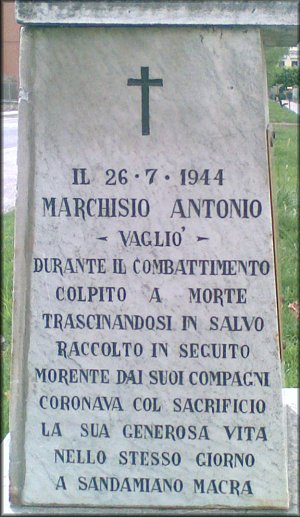 IL 26·7·1944
MARCHISIO ANTONIO
- VAGLIO' -
DURANTE IL COMBATTIMENTO
COLPITO A MORTE
TRASCINANDOSI IN SALVO
RACCOLTO IN SEGUITO
MORENTE DAI SUOI COMPAGNI
CORONAVA COL SACRIFICIO
LA SUA GENEROSA VITA
NELLO STESSO GIORNO
A SANDAMIANO MACRA